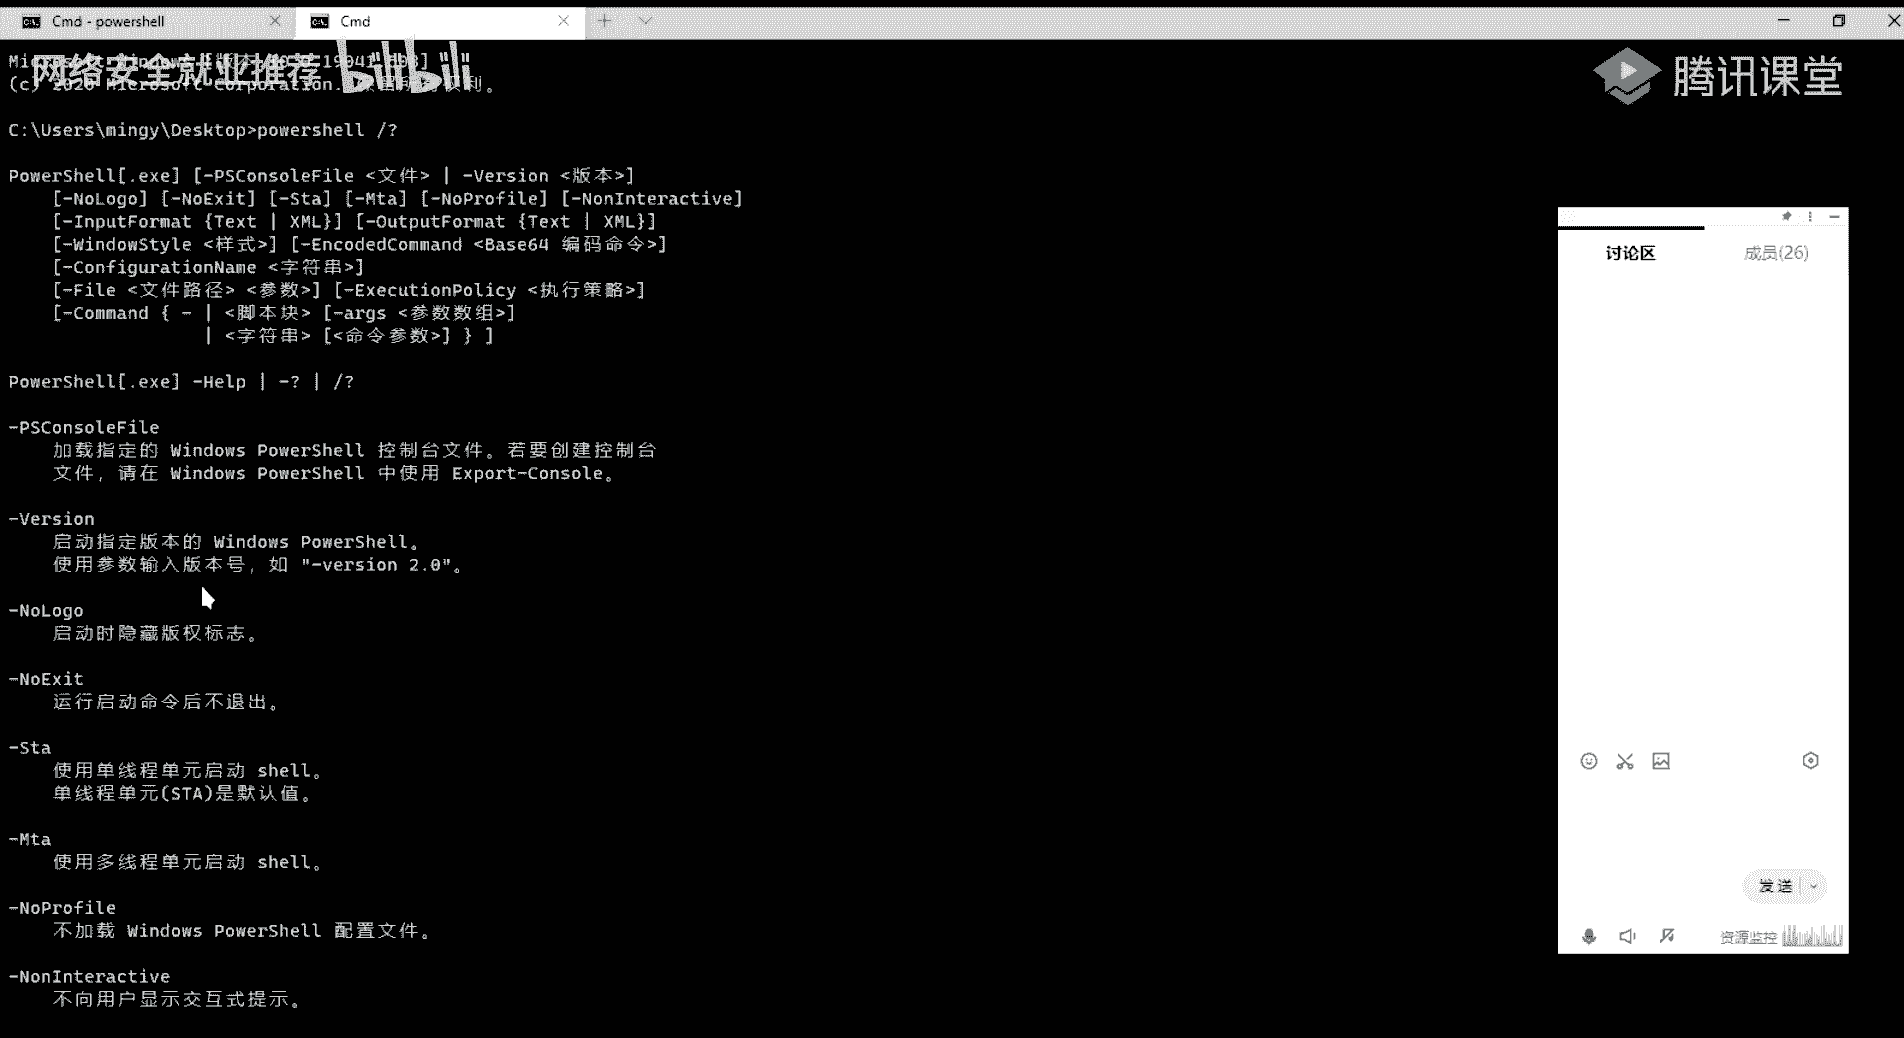 Cmd - powershell
Cmd
网络安全就业推荐 bilibili
腾讯课堂
C:\Users\mingy\Desktop>powershell /?
PowerShell[.exe] [-PSConsoleFile <文件> | -Version <版本>]
[-NoLogo] [-NoExit] [-Sta] [-Mta] [-NoProfile] [-NonInteractive]
[-InputFormat {Text | XML}] [-OutputFormat {Text | XML}]
[-WindowStyle <样式>] [-EncodedCommand <Base64 编码命令>]
[-ConfigurationName <字符串>]
[-File <文件路径> <参数>] [-ExecutionPolicy <执行策略>]
[-Command { - | <脚本块> [-args <参数数组>]
| <字符串> [<命令参数>] } ]
PowerShell[.exe] -Help | -? | /?
-PSConsoleFile
加载指定的 Windows PowerShell 控制台文件。若要创建控制台
文件，请在 Windows PowerShell 中使用 Export-Console。
-Version
启动指定版本的 Windows PowerShell。
使用参数输入版本号，如 "-version 2.0"。
-NoLogo
启动时隐藏版权标志。
-NoExit
运行启动命令后不退出。
-Sta
使用单线程单元启动 shell。
单线程单元(STA)是默认值。
-Mta
使用多线程单元启动 shell。
-NoProfile
不加载 Windows PowerShell 配置文件。
-NonInteractive
不向用户显示交互式提示。
讨论区
成员(26)
发送
资源监控